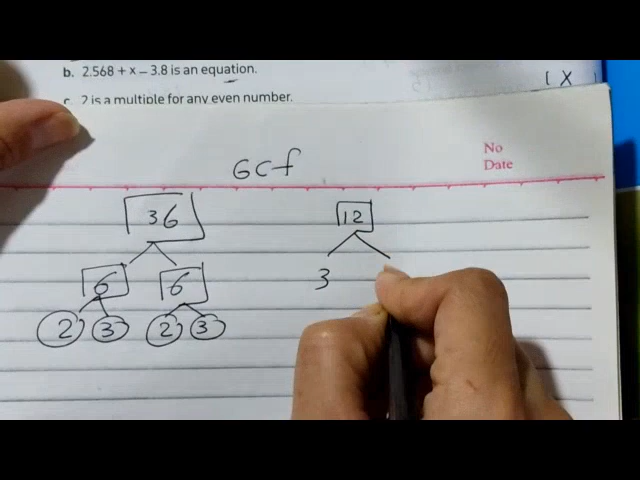 b. 2.568 + x – 3.8 is an equation.
( X )
c. 2 is a multiple for any even number.
No
Date
GCf
36 12
6 6 3
2 3 2 3